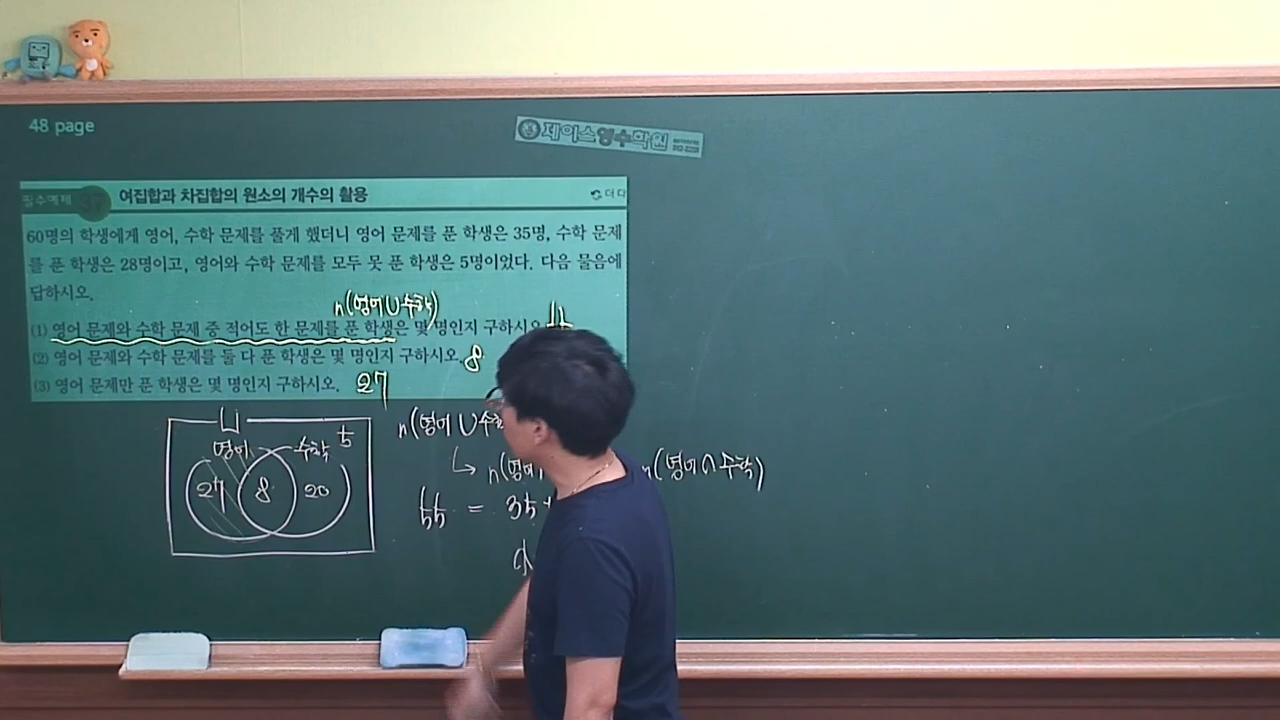 48 page
제이스영수학원
필수예제
여집합과 차집합의 원소의 개수의 활용
더 다
60명의 학생에게 영어, 수학 문제를 풀게 했더니 영어 문제를 푼 학생은 35명, 수학 문제
를 푼 학생은 28명이고, 영어와 수학 문제를 모두 못 푼 학생은 5명이었다. 다음 물음에
답하시오.
n(영어∪수학)
(1) 영어 문제와 수학 문제 중 적어도 한 문제를 푼 학생은 몇 명인지 구하시오.
(2) 영어 문제와 수학 문제를 둘 다 푼 학생은 몇 명인지 구하시오. 8
(3) 영어 문제만 푼 학생은 몇 명인지 구하시오. 27
U
영어 수학 5
27 8 20
n(영어∪수학
n(영어 n(영어∩수학)
55 = 35+